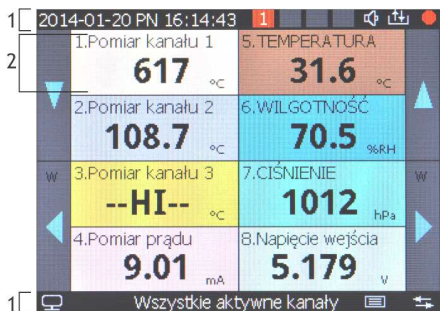 1 2014-01-20 PN 16:14:43 1
2
1.Pomiar kanału 1 5.TEMPERATURA
617 °C 31.6 °C
2.Pomiar kanału 2 6.WILGOTNOŚĆ
108.7 °C 70.5 %RH
W 3.Pomiar kanału 3 7.CIŚNIENIE W
--HI-- °C 1012 hPa
4.Pomiar prądu 8.Napięcie wejścia
9.01 mA 5.179 V
1 Wszystkie aktywne kanały